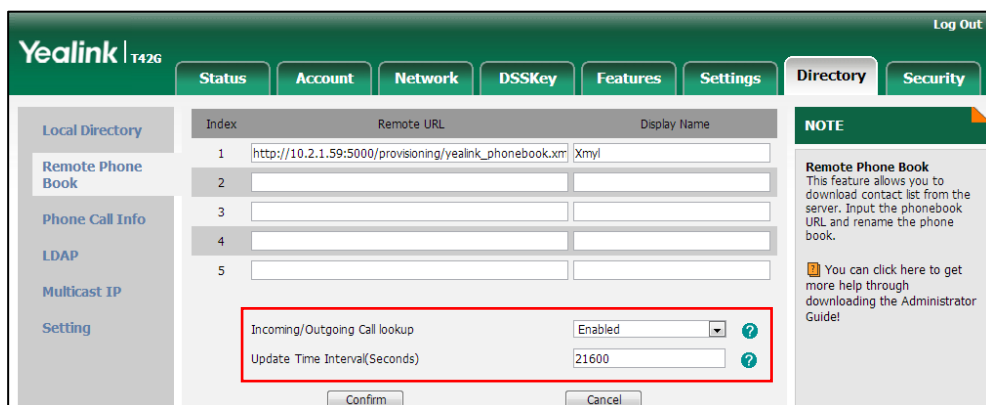 Log Out
Yealink T42G
Status Account Network DSSKey Features Settings Directory Security
Local Directory
Remote Phone
Book
Phone Call Info
LDAP
Multicast IP
Setting
Index Remote URL Display Name
1 http://10.2.1.59:5000/provisioning/yealink_phonebook.xm Xmyl
2
3
4
5
Incoming/Outgoing Call lookup Enabled ?
Update Time Interval(Seconds) 21600 ?
Confirm Cancel
NOTE
Remote Phone Book
This feature allows you to
download contact list from the
server. Input the phonebook
URL and rename the phone
book.
? You can click here to get
more help through
downloading the Administrator
Guide!